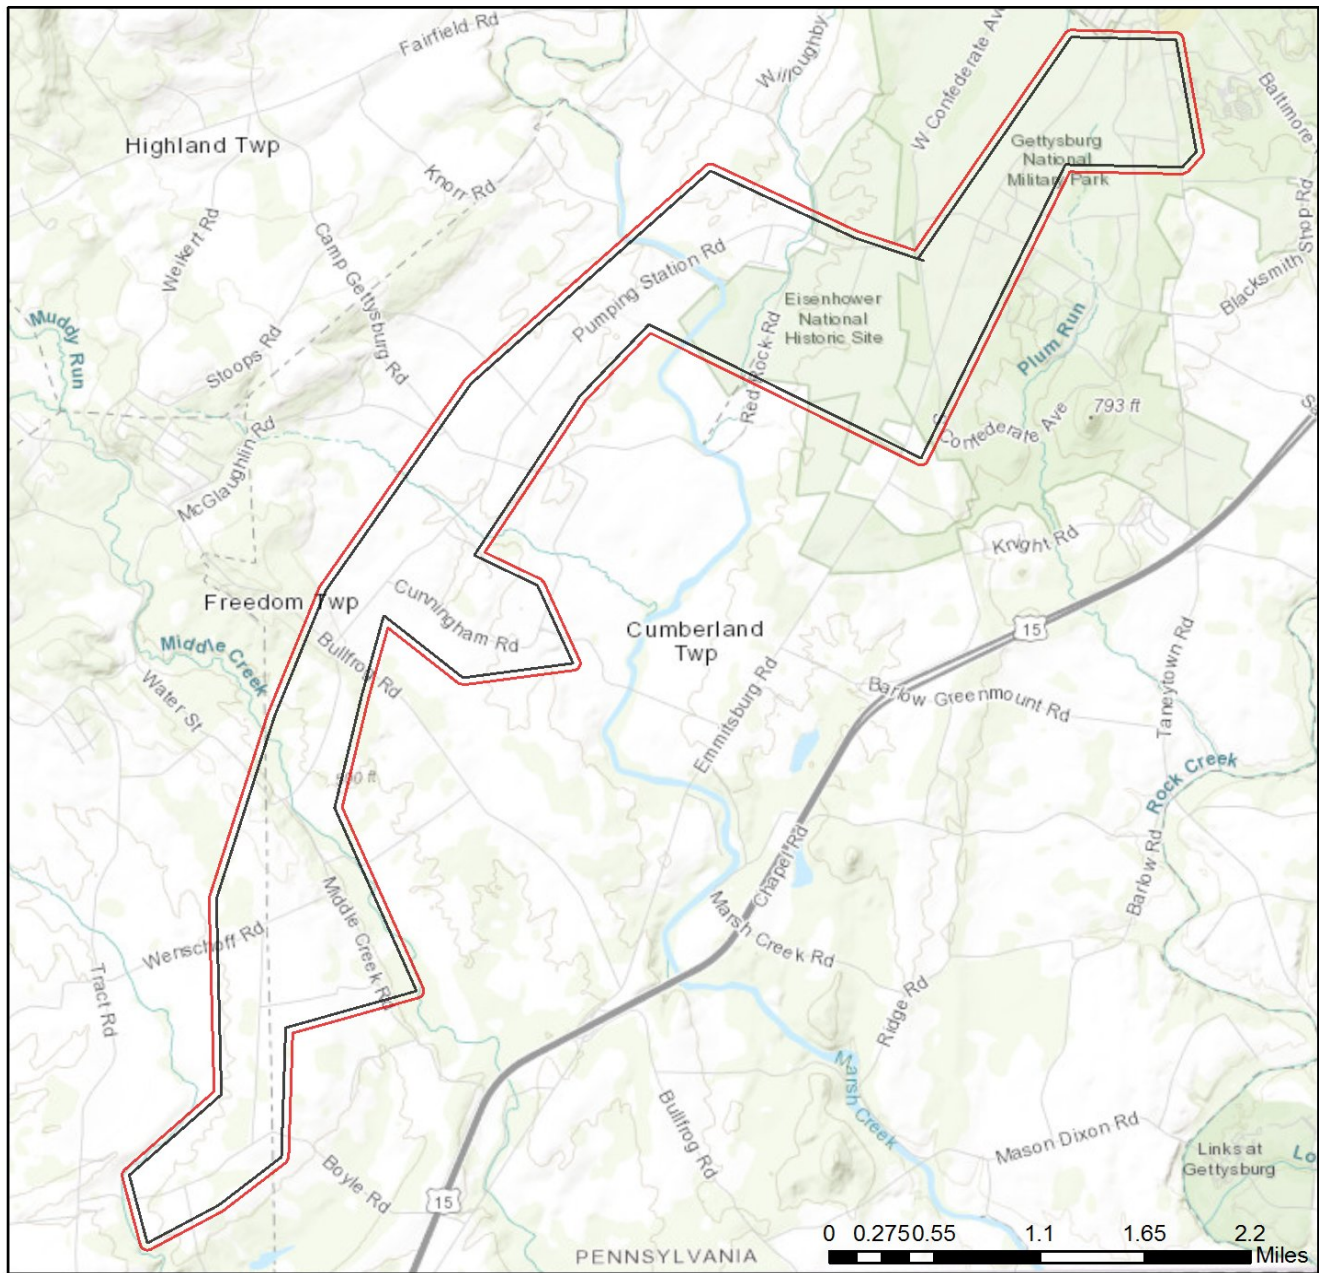 Fairfield Rd
Willoughby
W Confederate Av
Baltimore
Highland Twp
Knorr Rd
Gettysburg
National
Military Park
Weikert Rd
Camp Gettysburg Rd
Pumping Station Rd
Blacksmith Shop Rd
Eisenhower
National
Historic Site
Red Rock Rd
Muddy Run
Stoops Rd
Plum Run
793 ft
S Confederate Ave
McGlaughlin Rd
Knight Rd
Freedom Twp
Cunningham Rd
Cumberland
Twp
15
Bullfrog Rd
Middle Creek
Water St
Emmitsburg Rd
Barlow Greenmount Rd
Taneytown Rd
Rock Creek
Chapel Rd
Barlow Rd
Middle Creek Rd
Marsh Creek Rd
Wenschoff Rd
Tract Rd
Ridge Rd
Marsh Creek
Bullfrog Rd
Mason Dixon Rd
Links at
Gettysburg
Lo
Boyle Rd
15
PENNSYLVANIA
0 0.275 0.55 1.1 1.65 2.2
Miles